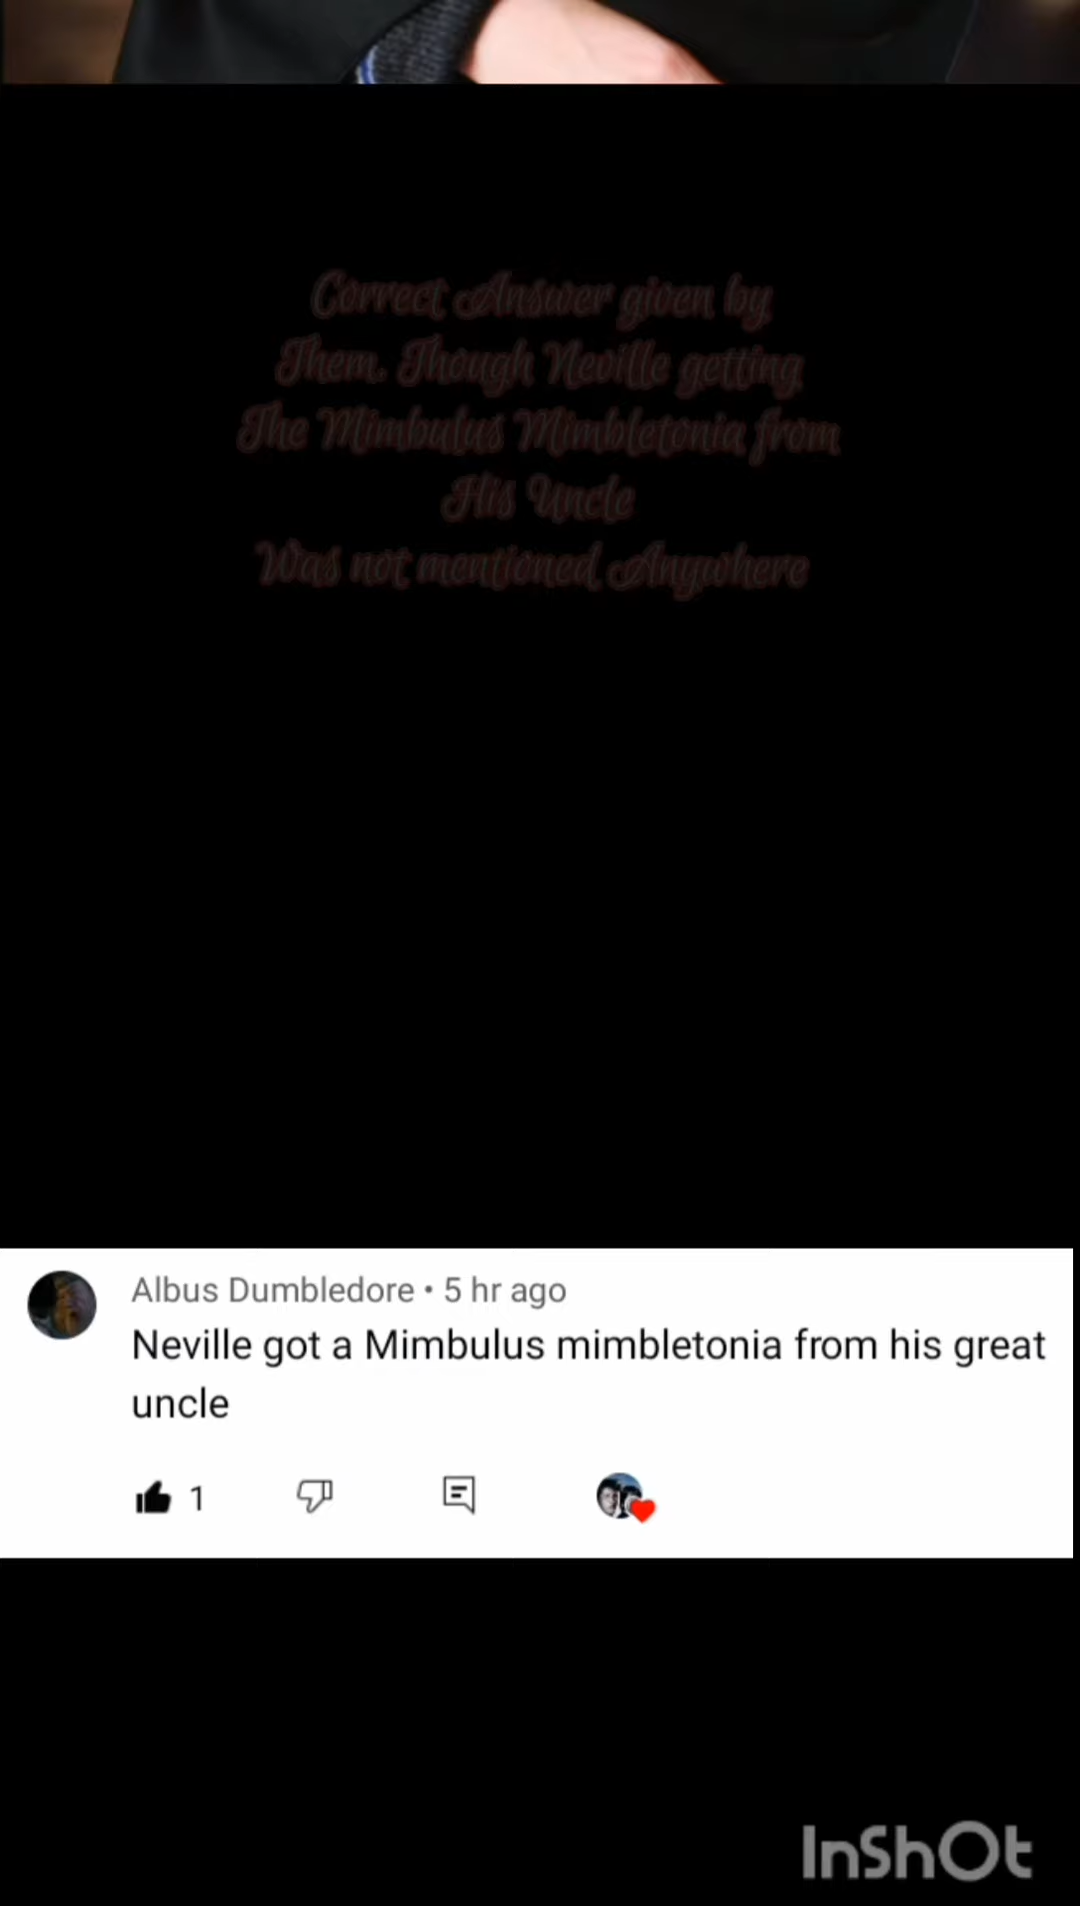 Correct Answer given by
Them. Though Neville getting
The Mimbulus Mimbletonia from
His Uncle
Was not mentioned Anywhere
Albus Dumbledore • 5 hr ago
Neville got a Mimbulus mimbletonia from his great
uncle
1
InShOt